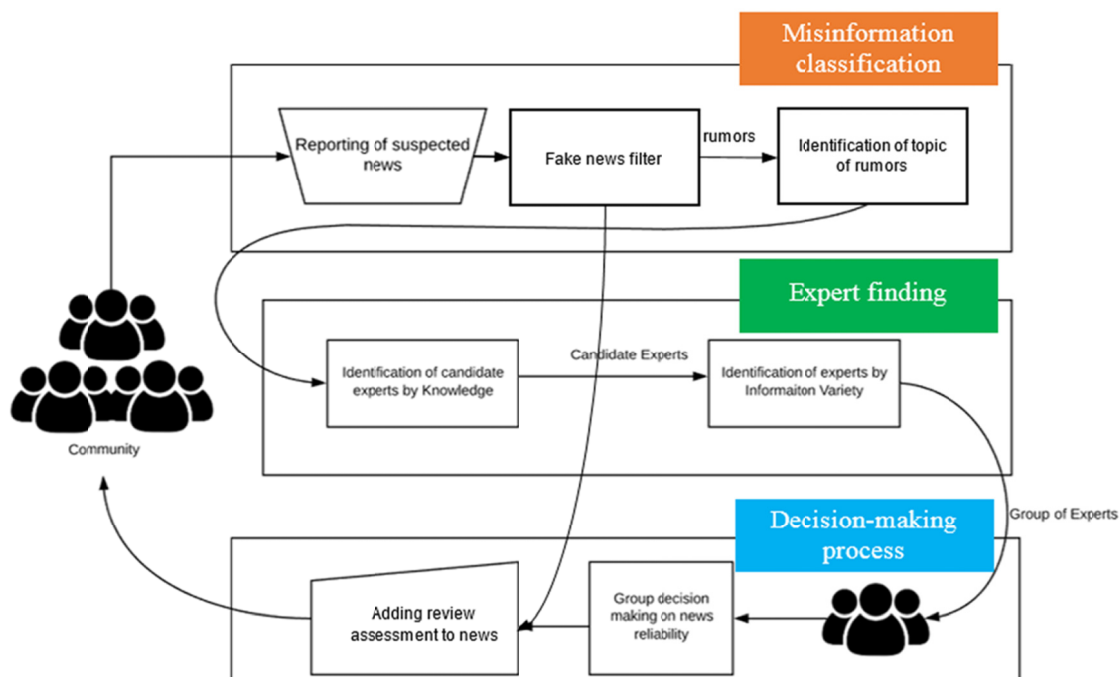 Misinformation
classification
Reporting of suspected
news
Fake news filter
rumors
Identification of topic
of rumors
Expert finding
Identification of candidate
experts by Knowledge
Candidate Experts
Identification of experts by
Informaiton Variety
Community
Group of Experts
Decision-making
process
Adding review
assessment to news
Group decision
making on news
reliability